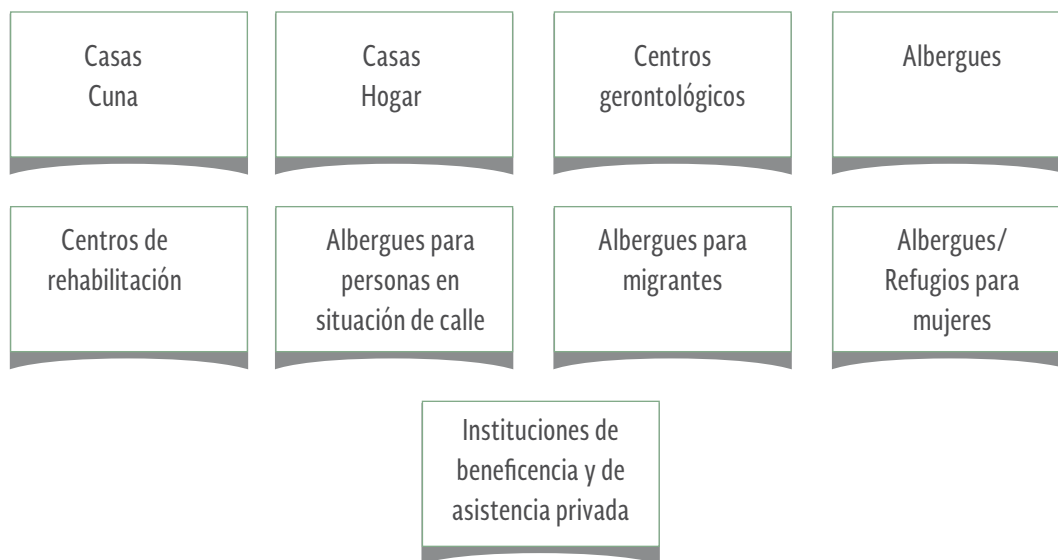 Casas
Cuna
Casas
Hogar
Centros
gerontológicos
Albergues
Centros de
rehabilitación
Albergues para
personas en
situación de calle
Albergues para
migrantes
Albergues/
Refugios para
mujeres
Instituciones de
beneficencia y de
asistencia privada